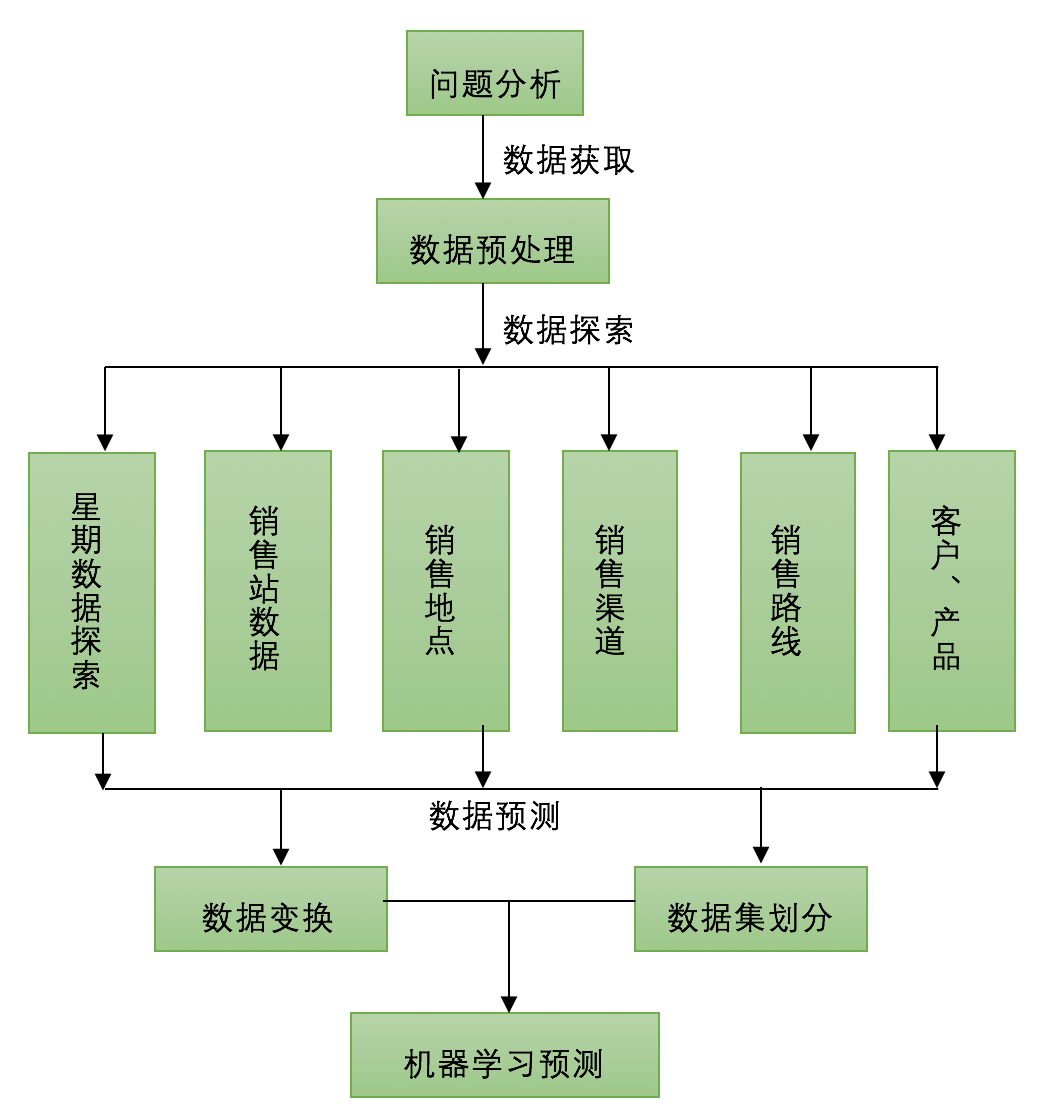 问题分析
数据获取
数据预处理
数据探索
星期数据探索
销售站数据
销售地点
销售渠道
销售路线
客户、产品
数据预测
数据变换
数据集划分
机器学习预测